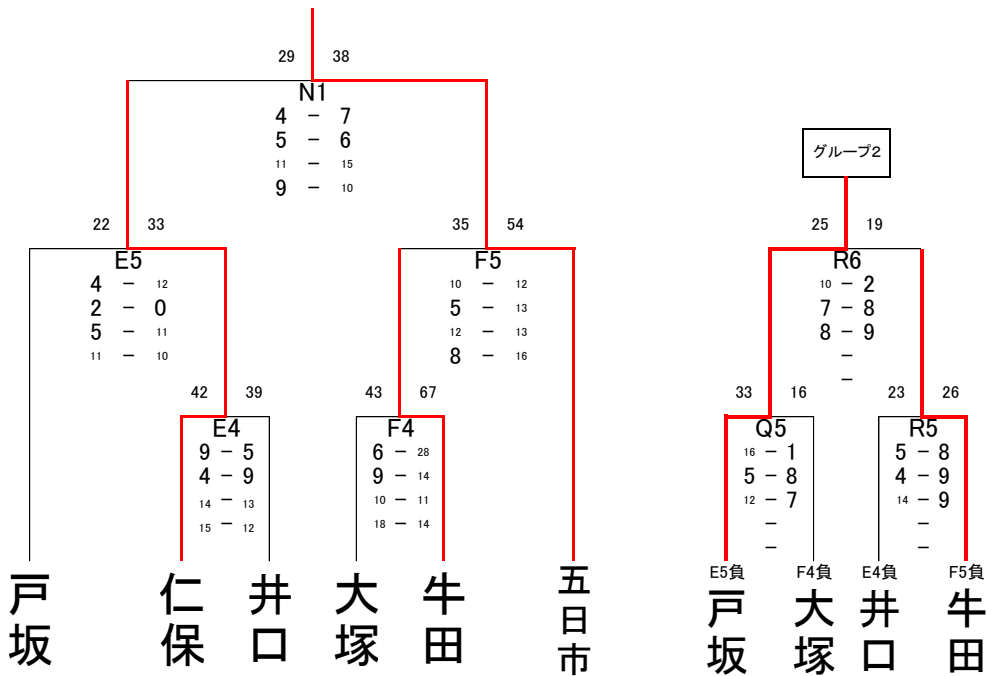 29 38
N1
4 － 7
5 － 6
11 － 15
9 － 10
グループ2
22 33
E5
4 － 12
2 － 0
5 － 11
11 － 10
35 54
F5
10 － 12
5 － 13
12 － 13
8 － 16
25 19
R6
10 － 2
7 － 8
8 － 9
－
－
42 39
E4
9 － 5
4 － 9
14 － 13
15 － 12
43 67
F4
6 － 28
9 － 14
10 － 11
18 － 14
33 16
Q5
16 － 1
5 － 8
12 － 7
－
－
23 26
R5
5 － 8
4 － 9
14 － 9
－
－
戸坂
仁保
井口
大塚
牛田
五日市
E5負
戸坂
F4負
大塚
E4負
井口
F5負
牛田